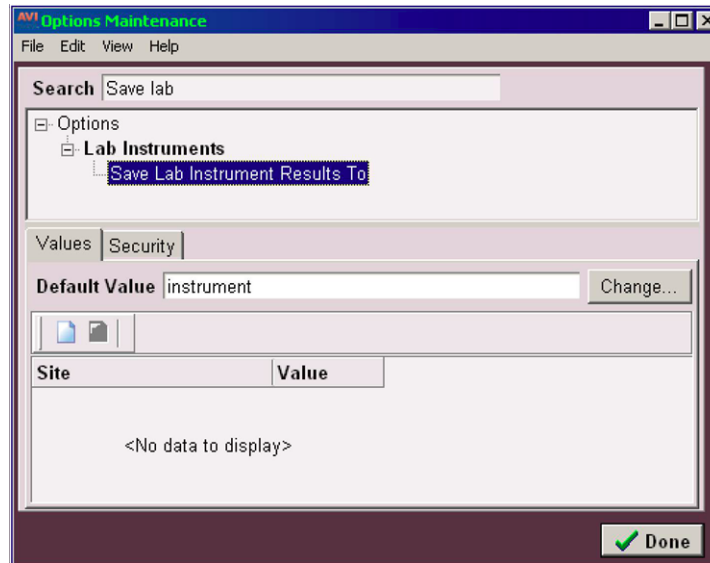 AVI Options Maintenance
File Edit View Help
Search Save lab
Options
Lab Instruments
Save Lab Instrument Results To
Values Security
Default Value instrument Change...
Site Value
<No data to display>
Done